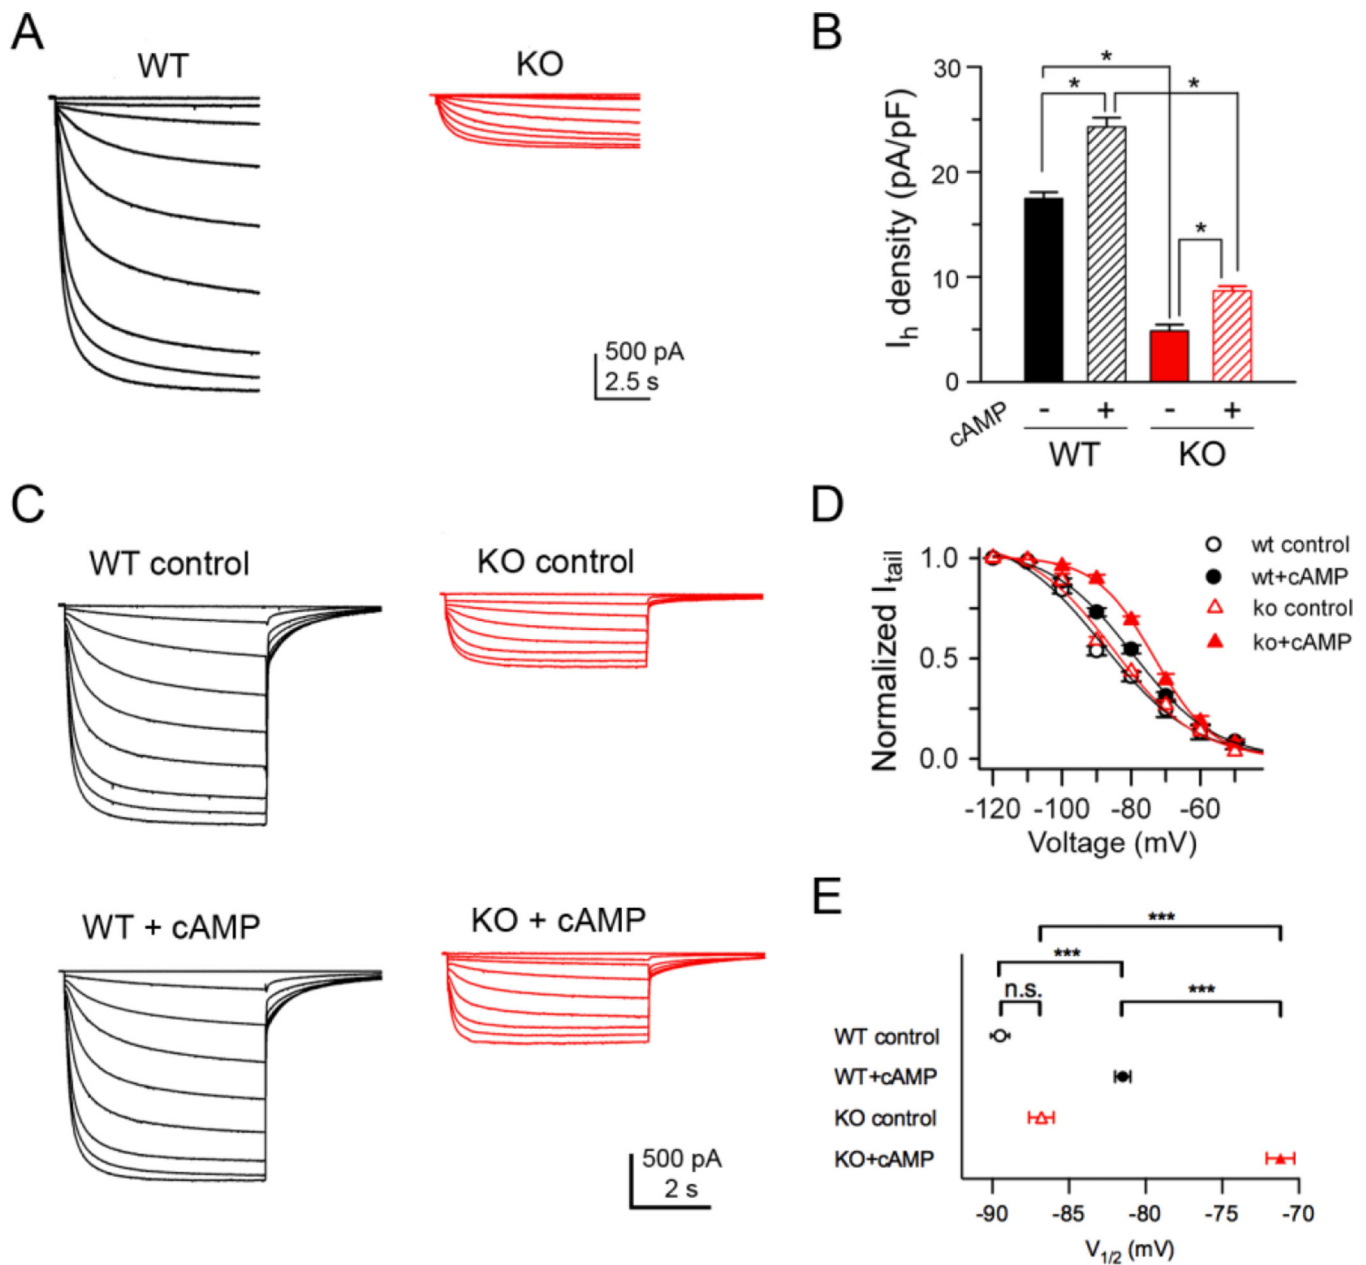 A
WT
KO
500 pA
2.5 s
B
30
20
10
0
I_h density (pA/pF)
* * * *
cAMP - + - +
WT KO
C
WT control
KO control
WT + cAMP
KO + cAMP
500 pA
2 s
D
wt control
wt+cAMP
ko control
ko+cAMP
1.0
0.5
0.0
Normalized I_tail
-120 -100 -80 -60
Voltage (mV)
E
***
***
n.s.
***
WT control
WT+cAMP
KO control
KO+cAMP
-90 -85 -80 -75 -70
V_1/2 (mV)